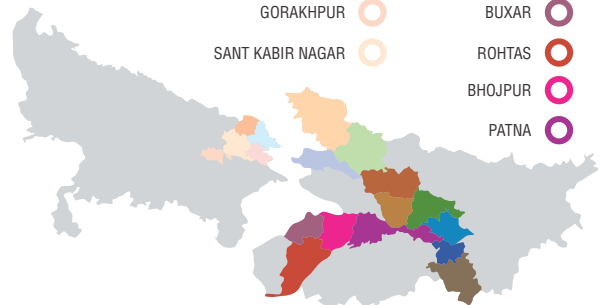 GORAKHPUR
SANT KABIR NAGAR
BUXAR
ROHTAS
BHOJPUR
PATNA